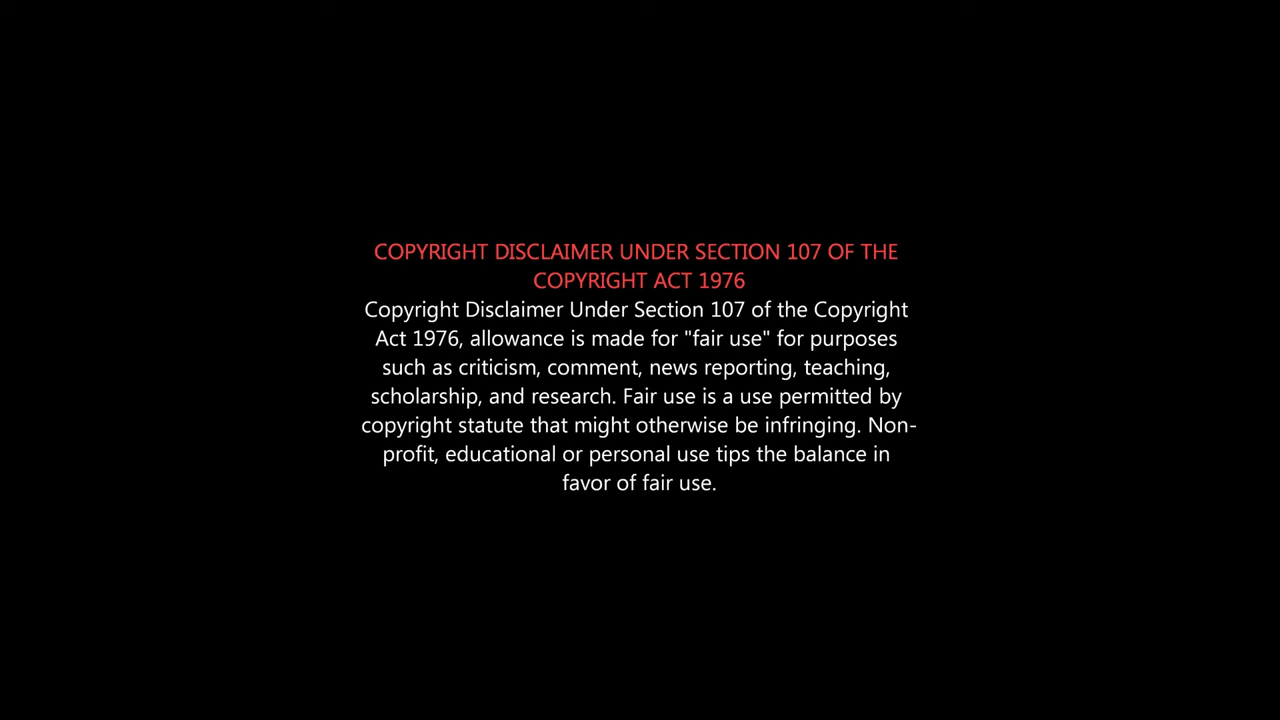 COPYRIGHT DISCLAIMER UNDER SECTION 107 OF THE
COPYRIGHT ACT 1976
Copyright Disclaimer Under Section 107 of the Copyright
Act 1976, allowance is made for "fair use" for purposes
such as criticism, comment, news reporting, teaching,
scholarship, and research. Fair use is a use permitted by
copyright statute that might otherwise be infringing. Non-
profit, educational or personal use tips the balance in
favor of fair use.